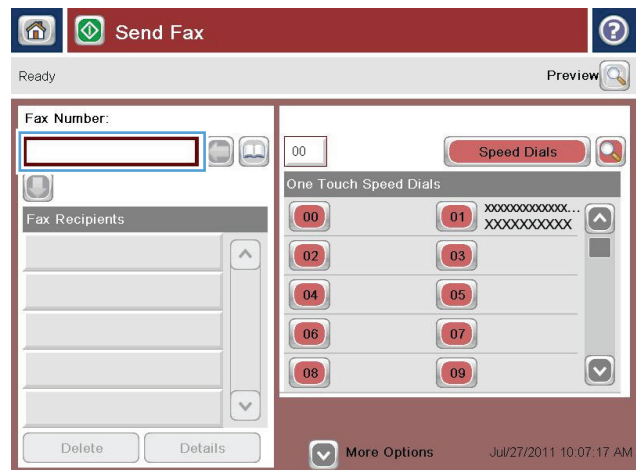 Send Fax
?
Ready
Preview
Fax Number:
00
Speed Dials
One Touch Speed Dials
Fax Recipients
00
01
XXXXXXXXXXXX...
XXXXXXXXXX
02
03
04
05
06
07
08
09
Delete
Details
More Options
Jul/27/2011 10:07:17 AM